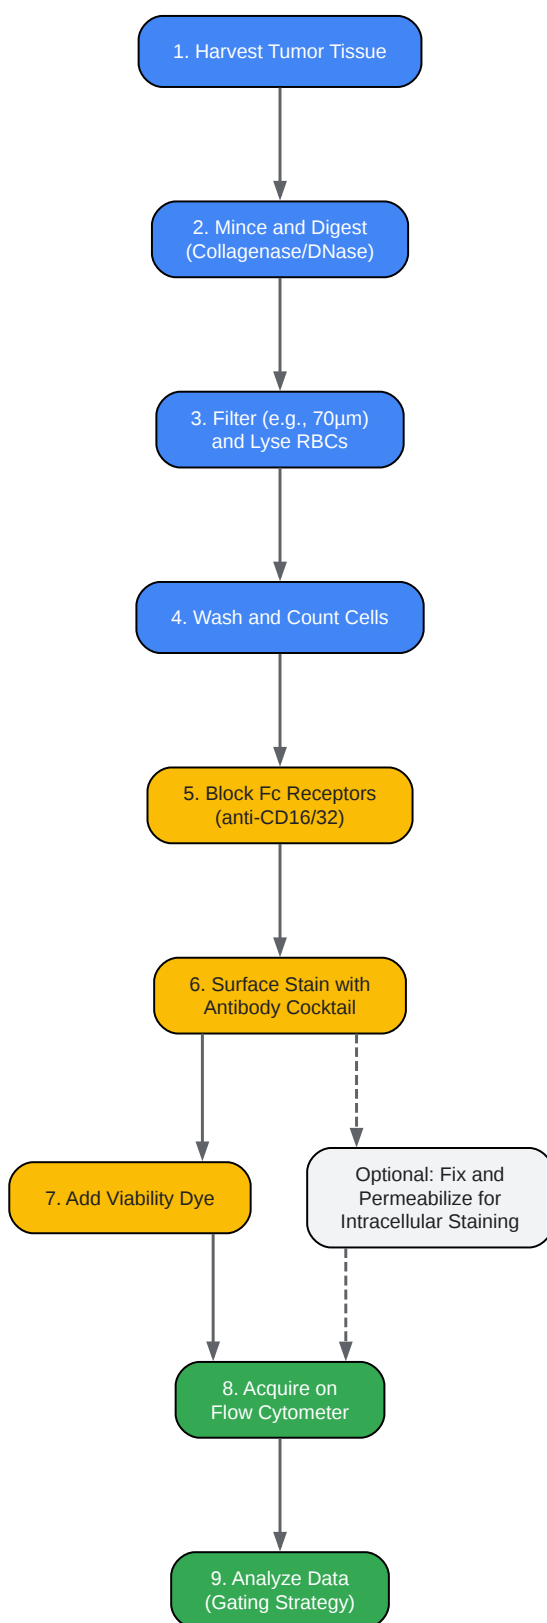 1. Harvest Tumor Tissue
2. Mince and Digest
(Collagenase/DNase)
3. Filter (e.g., 70μm)
and Lyse RBCs
4. Wash and Count Cells
5. Block Fc Receptors
(anti-CD16/32)
6. Surface Stain with
Antibody Cocktail
7. Add Viability Dye
Optional: Fix and
Permeabilize for
Intracellular Staining
8. Acquire on
Flow Cytometer
9. Analyze Data
(Gating Strategy)